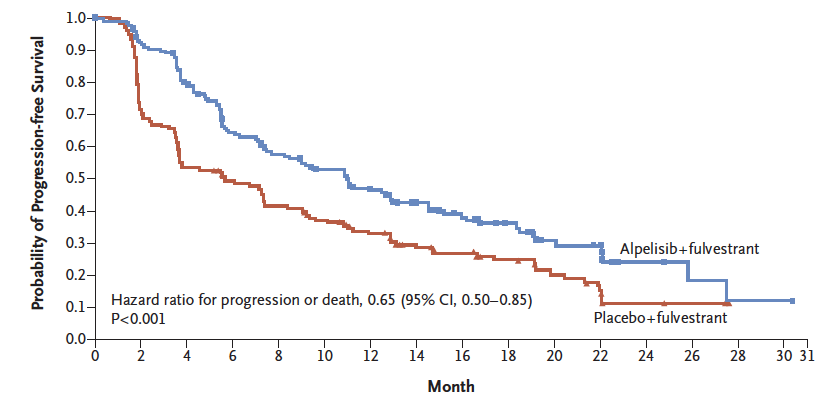 Probability of Progression-free Survival
1.0
0.9
0.8
0.7
0.6
0.5
0.4
0.3
0.2
0.1
0.0
Alpelisib+fulvestrant
Hazard ratio for progression or death, 0.65 (95% CI, 0.50–0.85)
P<0.001
Placebo+fulvestrant
0 2 4 6 8 10 12 14 16 18 20 22 24 26 28 30 31
Month